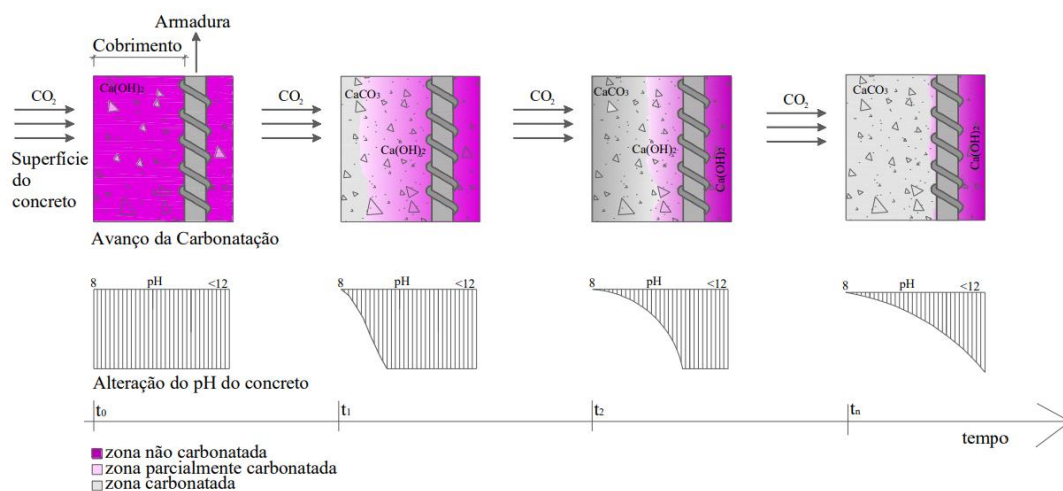 Armadura
Cobrimento
Ca(OH)₂
CO₂
Superfície
do
concreto
CO₂
CaCO₃
Ca(OH)₂
CO₂
CaCO₃
Ca(OH)₂
Ca(OH)₂
CO₂
CaCO₃
Ca(OH)₂
Avanço da Carbonatação
8 pH <12
8 pH <12
8 pH <12
8 pH <12
Alteração do pH do concreto
t₀ t₁ t₂ tₙ
tempo
zona não carbonatada
zona parcialmente carbonatada
zona carbonatada